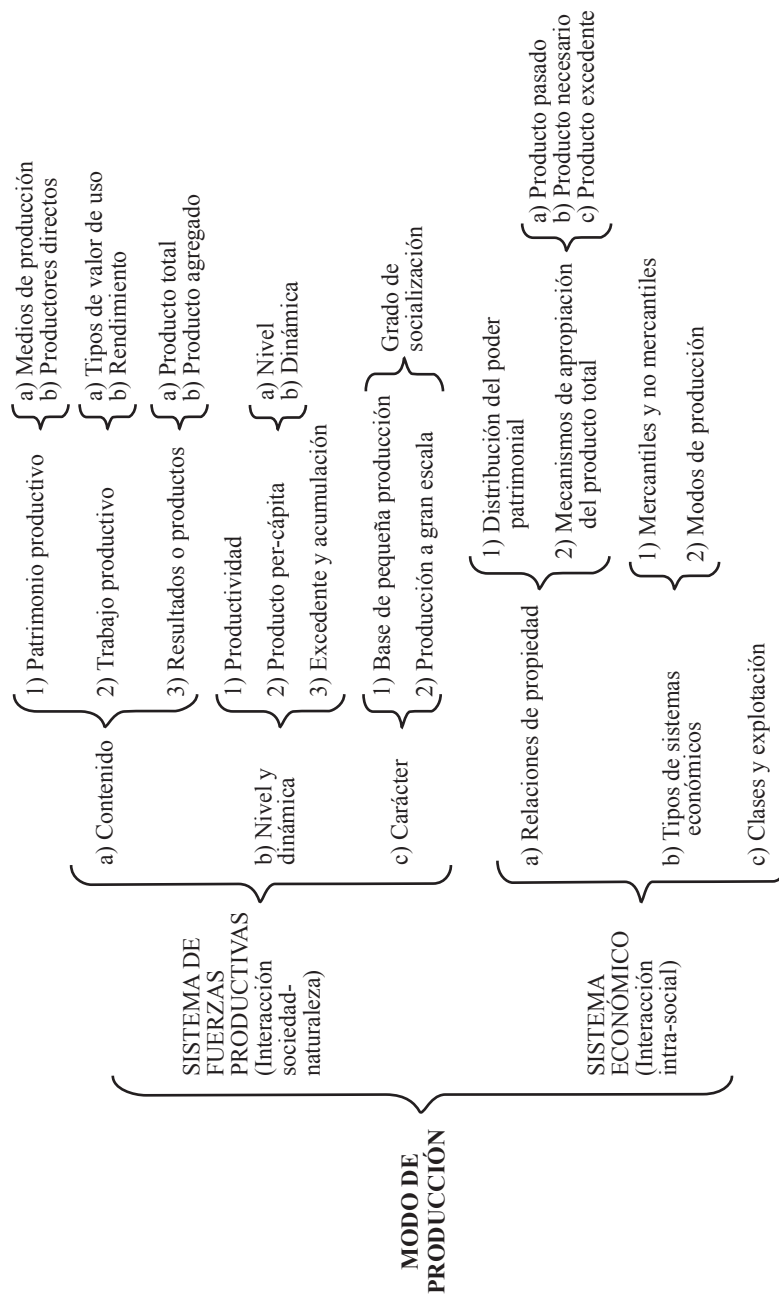 MODO DE
PRODUCCIÓN
SISTEMA DE
FUERZAS
PRODUCTIVAS
(Interacción
sociedad-
naturaleza)
a) Contenido
1) Patrimonio productivo
a) Medios de producción
b) Productores directos
2) Trabajo productivo
a) Tipos de valor de uso
b) Rendimiento
3) Resultados o productos
a) Producto total
b) Producto agregado
b) Nivel y
dinámica
1) Productividad
2) Producto per-cápita
3) Excedente y acumulación
a) Nivel
b) Dinámica
c) Carácter
1) Base de pequeña producción
2) Producción a gran escala
Grado de
socialización
SISTEMA
ECONÓMICO
(Interacción
intra-social)
a) Relaciones de propiedad
1) Distribución del poder
patrimonial
2) Mecanismos de apropiación
del producto total
a) Producto pasado
b) Producto necesario
c) Producto excedente
b) Tipos de sistemas
económicos
1) Mercantiles y no mercantiles
2) Modos de producción
c) Clases y explotación